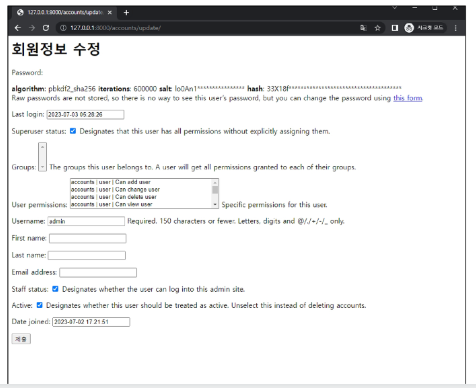 127.0.0.1:8000/accounts/update
127.0.0.1:8000/accounts/update/
시크릿 모드
회원정보 수정
Password:
algorithm: pbkdf2_sha256 iterations: 600000 salt: lo0An1**************** hash: 33X18f**************************************
Raw passwords are not stored, so there is no way to see this user's password, but you can change the password using this form.
Last login: 2023-07-03 05:28:26
Superuser status: Designates that this user has all permissions without explicitly assigning them.
Groups: The groups this user belongs to. A user will get all permissions granted to each of their groups.
accounts | user | Can add user
accounts | user | Can change user
accounts | user | Can delete user
User permissions: accounts | user | Can view user Specific permissions for this user.
Username: admin Required. 150 characters or fewer. Letters, digits and @/./+/-/_ only.
First name:
Last name:
Email address:
Staff status: Designates whether the user can log into this admin site.
Active: Designates whether this user should be treated as active. Unselect this instead of deleting accounts.
Date joined: 2023-07-02 17:21:51
제출